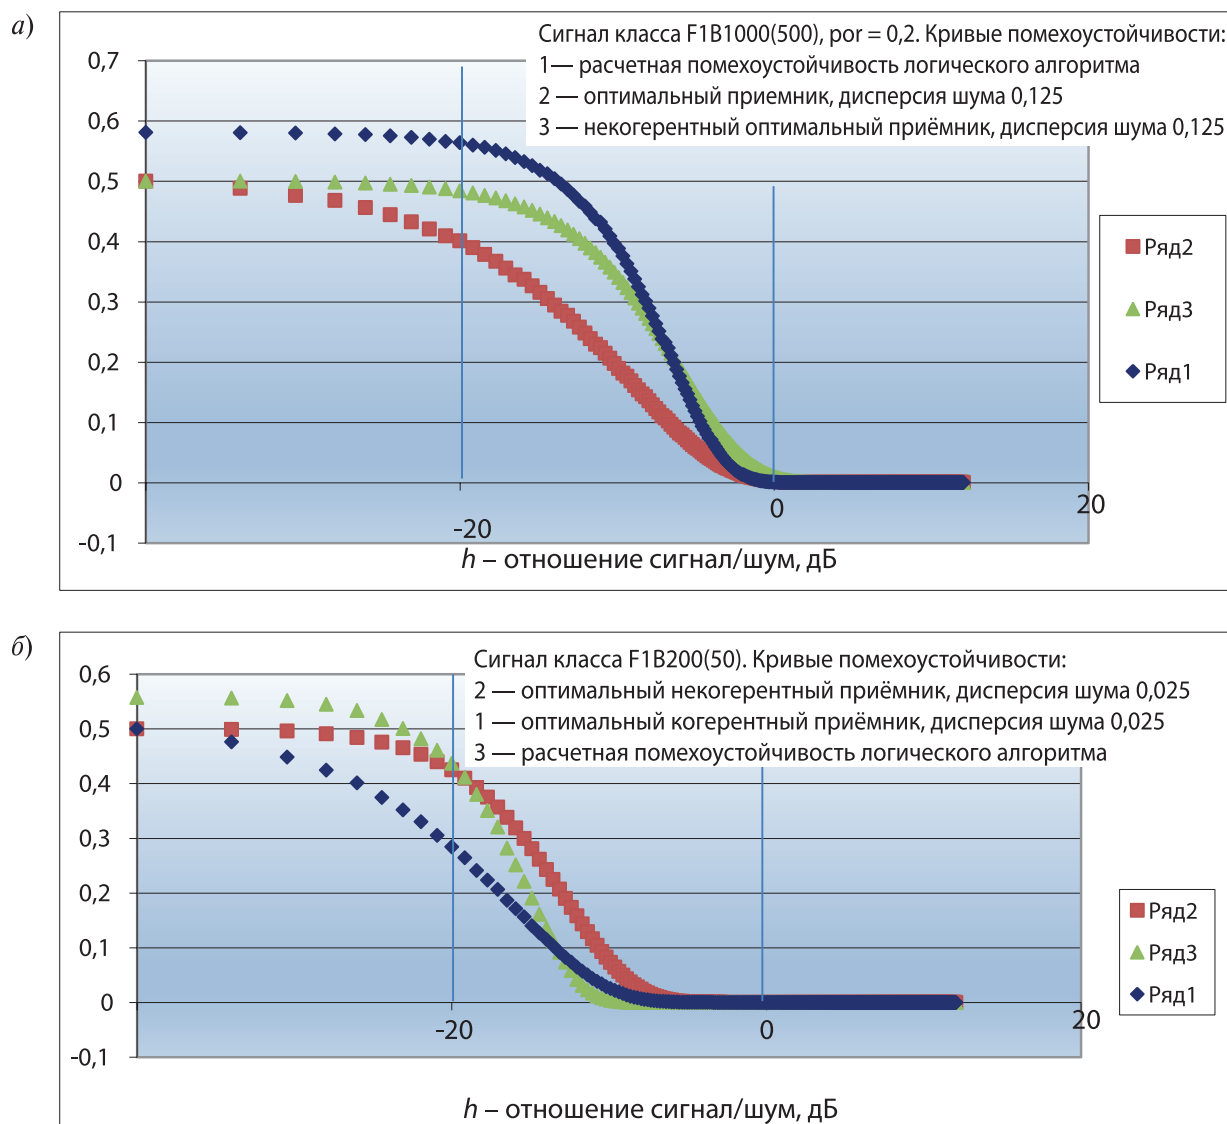 а)
Сигнал класса F1B1000(500), por = 0,2. Кривые помехоустойчивости:
1— расчетная помехоустойчивость логического алгоритма
2 — оптимальный приемник, дисперсия шума 0,125
3 — некогерентный оптимальный приёмник, дисперсия шума 0,125
0,7
0,6
0,5
0,4
0,3
0,2
0,1
0
-0,1
-20
0
20
h – отношение сигнал/шум, дБ
Ряд2
Ряд3
Ряд1
б)
Сигнал класса F1B200(50). Кривые помехоустойчивости:
2 — оптимальный некогерентный приёмник, дисперсия шума 0,025
1 — оптимальный когерентный приёмник, дисперсия шума 0,025
3 — расчетная помехоустойчивость логического алгоритма
0,6
0,5
0,4
0,3
0,2
0,1
0
-0,1
-20
0
20
h – отношение сигнал/шум, дБ
Ряд2
Ряд3
Ряд1